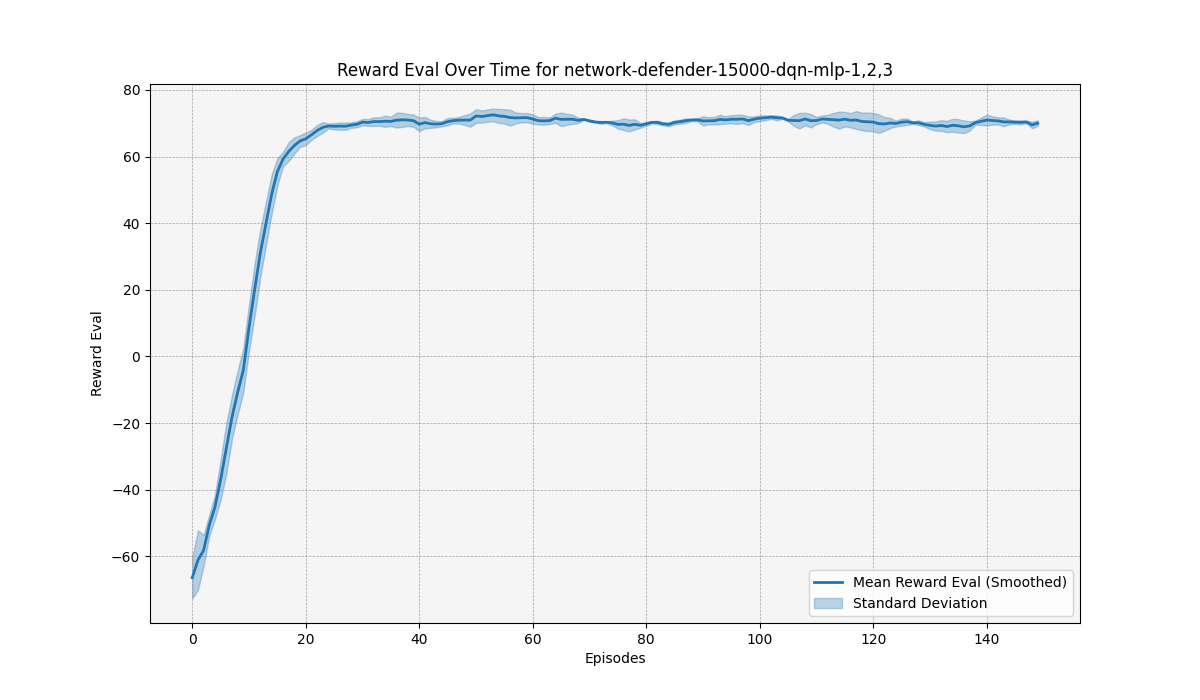 Reward Eval Over Time for network-defender-15000-dqn-mlp-1,2,3
80
60
40
20
0
−20
−40
−60
Reward Eval
0 20 40 60 80 100 120 140
Episodes
Mean Reward Eval (Smoothed)
Standard Deviation